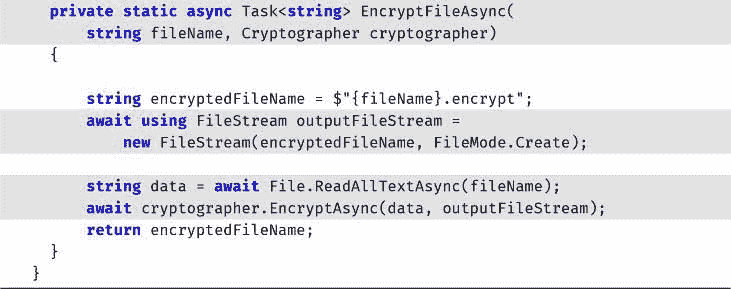 private static async Task<string> EncryptFileAsync(
string fileName, Cryptographer cryptographer)
{
string encryptedFileName = $"{fileName}.encrypt";
await using FileStream outputFileStream =
new FileStream(encryptedFileName, FileMode.Create);
string data = await File.ReadAllTextAsync(fileName);
await cryptographer.EncryptAsync(data, outputFileStream);
return encryptedFileName;
}
}